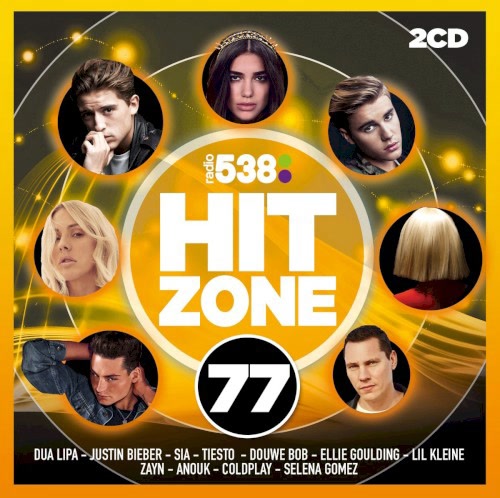 2CD
radio 538
HIT
ZONE
77
DUA LIPA - JUSTIN BIEBER - SIA - TIESTO - DOUWE BOB - ELLIE GOULDING - LIL KLEINE
ZAYN - ANOUK - COLDPLAY - SELENA GOMEZ